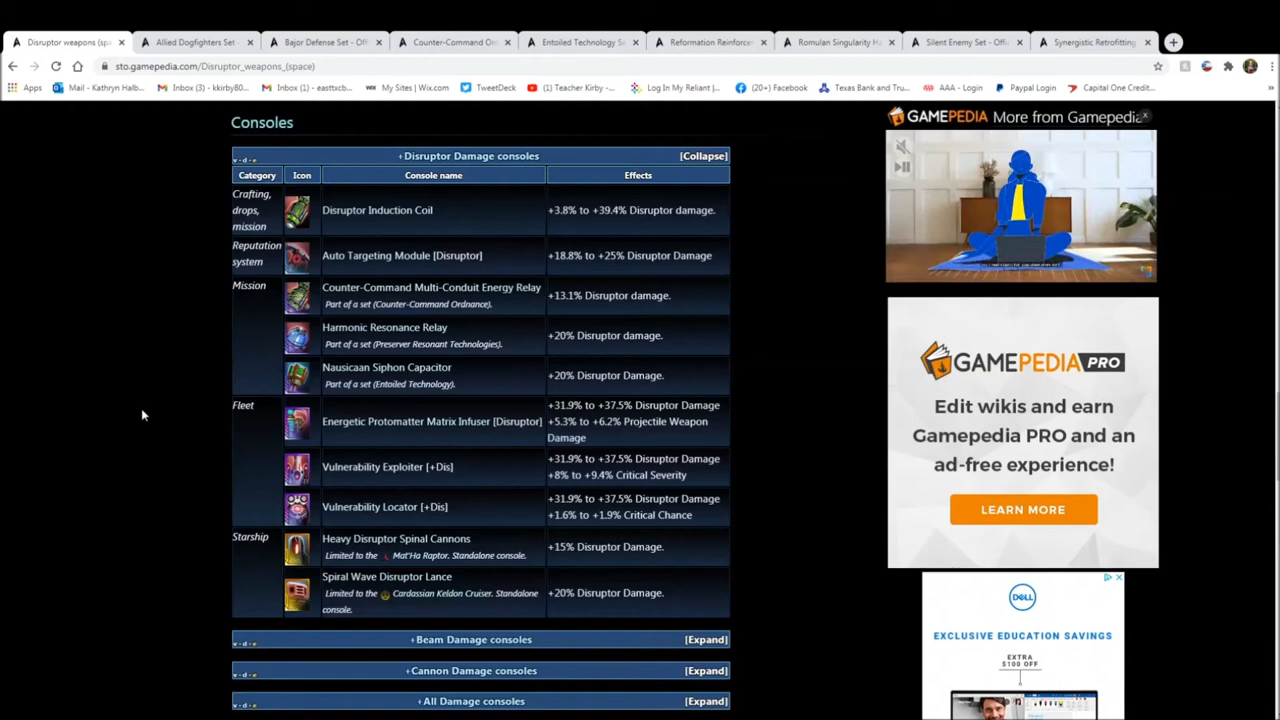 Disruptor weapons (spa
Allied Dogfighters Set -
Bajor Defense Set - Offi
Counter-Command Or
Entoiled Technology S
Reformation Reinforce
Romulan Singularity H
Silent Enemy Set - Offi
Synergistic Retrofitting
sto.gamepedia.com/Disruptor_weapons_(space)
Apps
Mail - Kathryn Halb...
Inbox (3) - kkirby80...
Inbox (1) - easttxcb...
My Sites | Wix.com
TweetDeck
(1) Teacher Kirby -...
Log In My Reliant |...
(20+) Facebook
Texas Bank and Tru...
AAA - Login
Paypal Login
Capital One Credit...
»
Consoles
GAMEPEDIA More from Gamepedia
v · d · e
+Disruptor Damage consoles
[Collapse]
Category Icon Console name Effects
Crafting,
drops,
mission
Disruptor Induction Coil
+3.8% to +39.4% Disruptor damage.
Reputation
system
Auto Targeting Module [Disruptor]
+18.8% to +25% Disruptor Damage
Mission
Counter-Command Multi-Conduit Energy Relay
Part of a set (Counter-Command Ordnance).
+13.1% Disruptor damage.
Harmonic Resonance Relay
Part of a set (Preserver Resonant Technologies).
+20% Disruptor damage.
Nausicaan Siphon Capacitor
Part of a set (Entoiled Technology).
+20% Disruptor Damage.
Fleet
Energetic Protomatter Matrix Infuser [Disruptor]
+31.9% to +37.5% Disruptor Damage
+5.3% to +6.2% Projectile Weapon
Damage
Vulnerability Exploiter [+Dis]
+31.9% to +37.5% Disruptor Damage
+8% to +9.4% Critical Severity
Vulnerability Locator [+Dis]
+31.9% to +37.5% Disruptor Damage
+1.6% to +1.9% Critical Chance
Starship
Heavy Disruptor Spinal Cannons
Limited to the Mat'Ha Raptor. Standalone console.
+15% Disruptor Damage.
Spiral Wave Disruptor Lance
Limited to the Cardassian Keldon Cruiser. Standalone
console.
+20% Disruptor Damage.
v · d · e
+Beam Damage consoles
[Expand]
v · d · e
+Cannon Damage consoles
[Expand]
v · d · e
+All Damage consoles
[Expand]
GAMEPEDIA PRO
Edit wikis and earn
Gamepedia PRO and an
ad-free experience!
LEARN MORE
DELL
EXCLUSIVE EDUCATION SAVINGS
EXTRA
$100 OFF